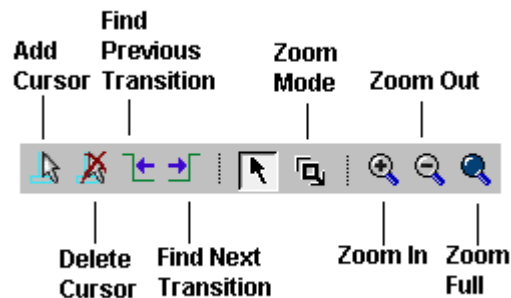 Find
Previous
Transition
Add
Cursor
Zoom
Mode
Zoom Out
Delete
Cursor
Find Next
Transition
Zoom In
Zoom
Full